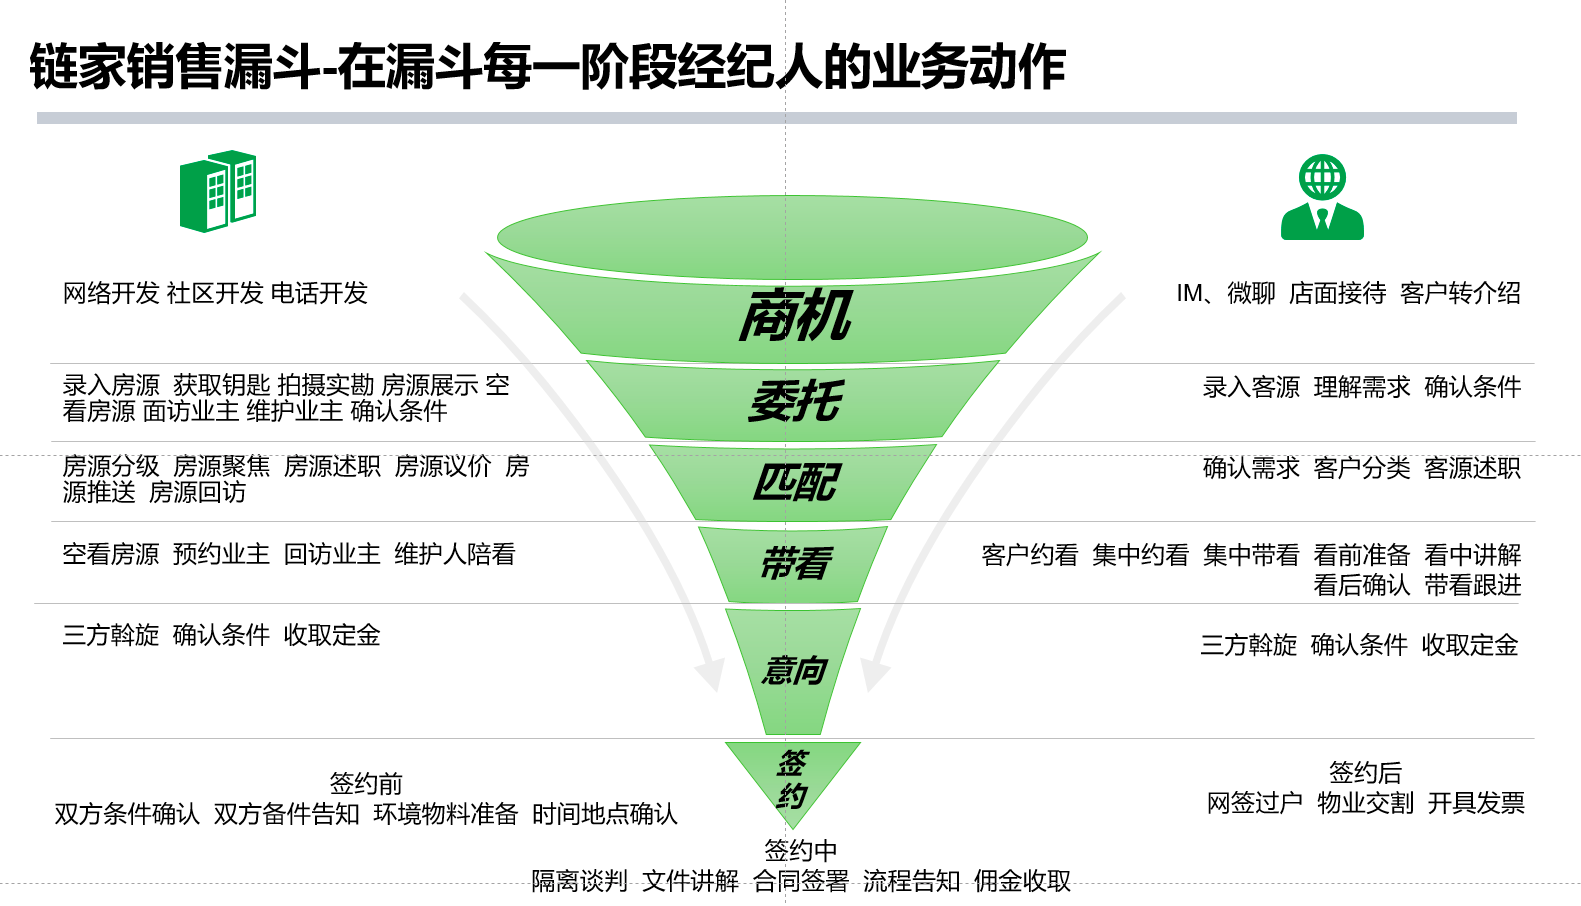 链家销售漏斗-在漏斗每一阶段经纪人的业务动作
网络开发 社区开发 电话开发
商机
IM、微聊 店面接待 客户转介绍
录入房源 获取钥匙 拍摄实勘 房源展示 空
看房源 面访业主 维护业主 确认条件
委托
录入客源 理解需求 确认条件
房源分级 房源聚焦 房源述职 房源议价 房
源推送 房源回访
匹配
确认需求 客户分类 客源述职
空看房源 预约业主 回访业主 维护人陪看
带看
客户约看 集中约看 集中带看 看前准备 看中讲解
看后确认 带看跟进
三方斡旋 确认条件 收取定金
意向
三方斡旋 确认条件 收取定金
签约前
双方条件确认 双方备件告知 环境物料准备 时间地点确认
签
约
签约后
网签过户 物业交割 开具发票
签约中
隔离谈判 文件讲解 合同签署 流程告知 佣金收取